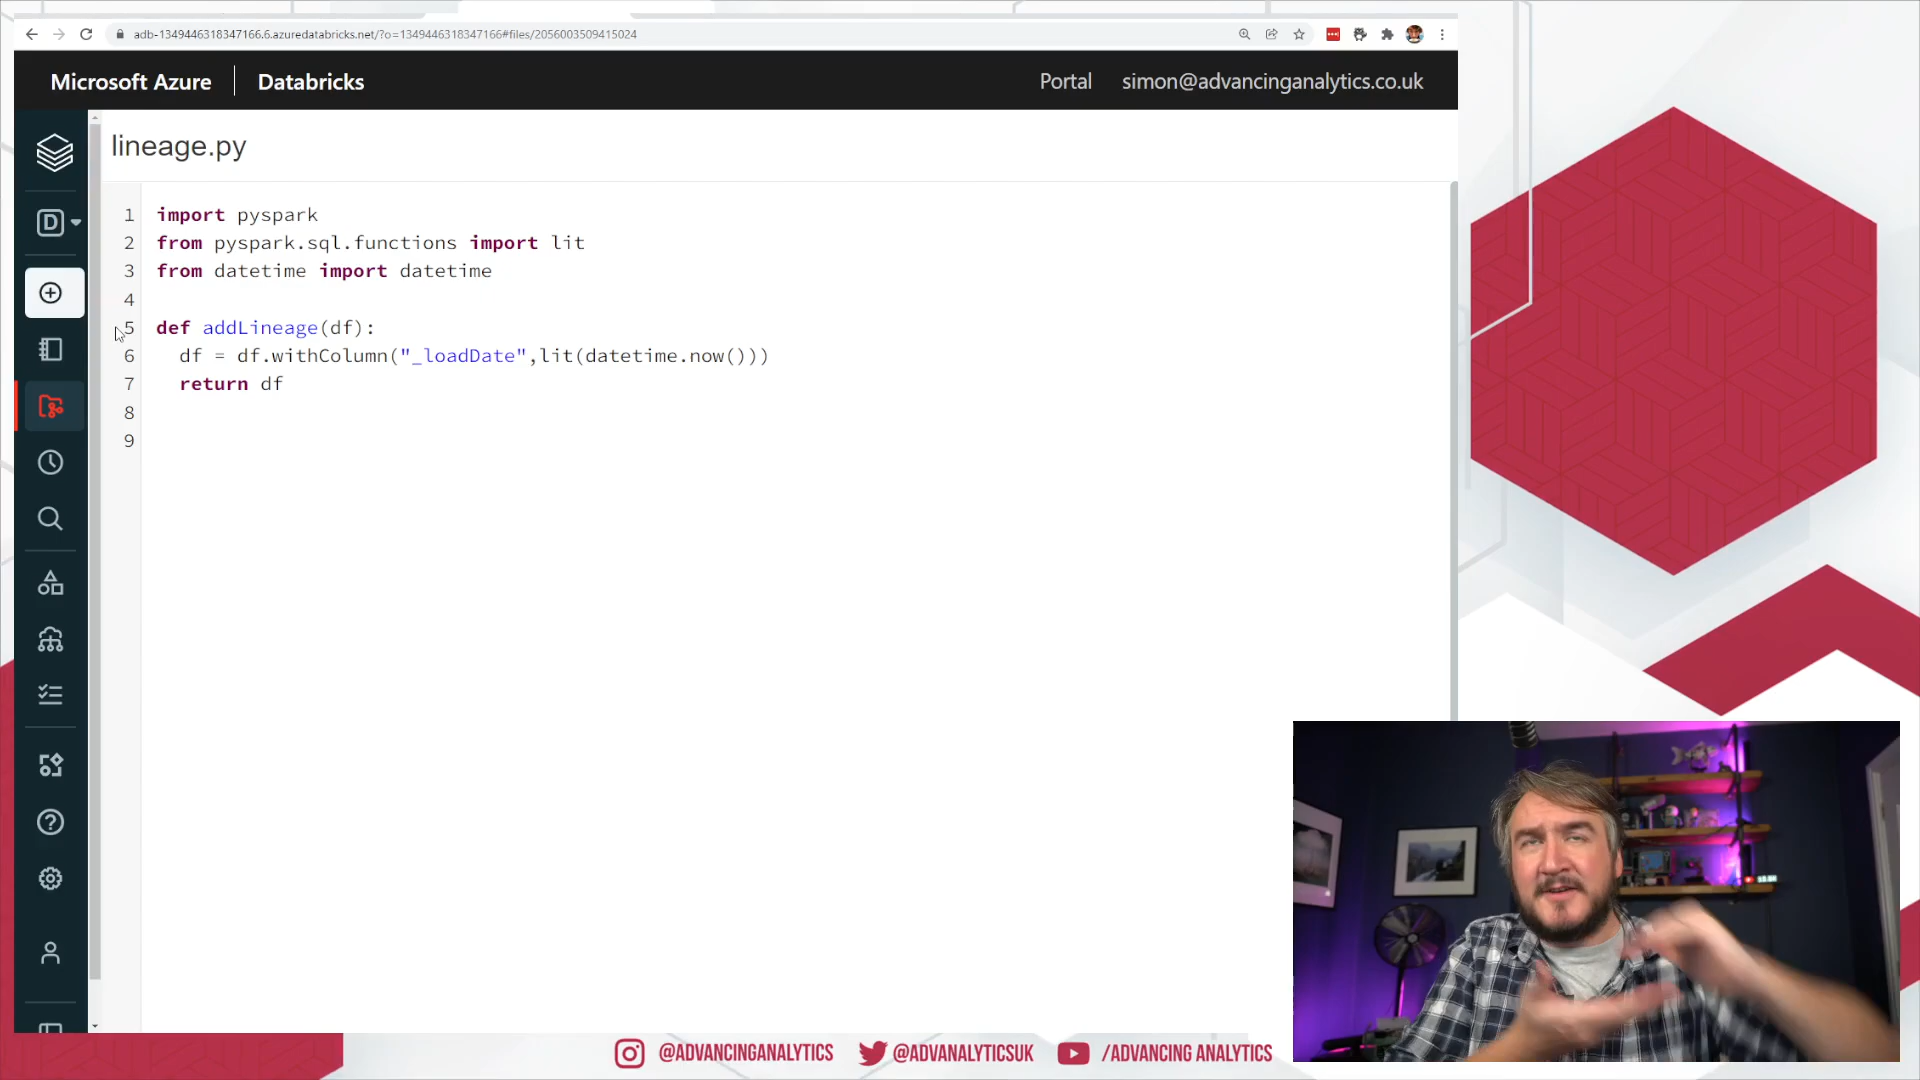 adb-1349446318347166.6.azuredatabricks.net/?o=1349446318347166#files/2056003509415024
Microsoft Azure
Databricks
Portal
simon@advancinganalytics.co.uk
lineage.py
D
1 import pyspark
2 from pyspark.sql.functions import lit
3 from datetime import datetime
4
5 def addLineage(df):
6 df = df.withColumn("_loadDate",lit(datetime.now()))
7 return df
8
9
@ADVANCINGANALYTICS
@ADVANALYTICSUK
/ADVANCING ANALYTICS